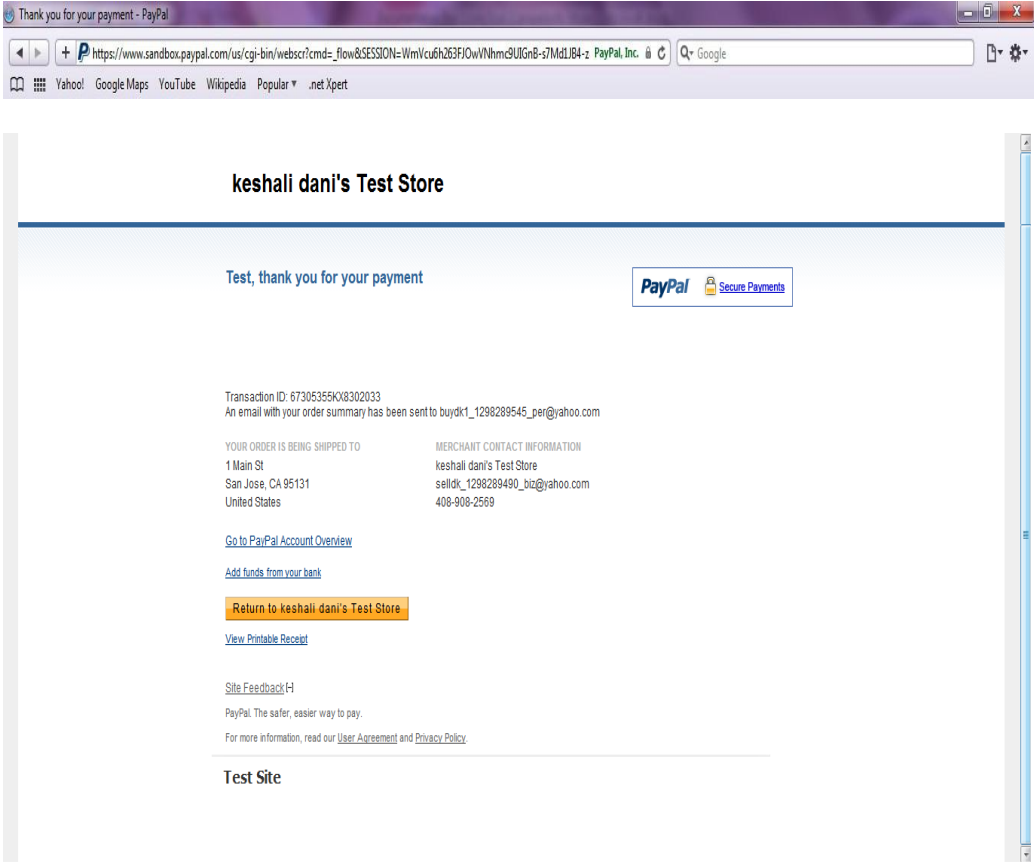 Thank you for your payment - PayPal
https://www.sandbox.paypal.com/us/cgi-bin/webscr?cmd=_flow&SESSION=WmVcu6h263FJOwVNhmc9UIGnB-s7Md1JB4-z PayPal, Inc. Google
Yahoo! Google Maps YouTube Wikipedia Popular .net Xpert
keshali dani's Test Store
Test, thank you for your payment
PayPal Secure Payments
Transaction ID: 67305355KX8302033
An email with your order summary has been sent to buydk1_1298289545_per@yahoo.com
YOUR ORDER IS BEING SHIPPED TO
1 Main St
San Jose, CA 95131
United States
MERCHANT CONTACT INFORMATION
keshali dani's Test Store
selldk_1298289490_biz@yahoo.com
408-908-2569
Go to PayPal Account Overview
Add funds from your bank
Return to keshali dani's Test Store
View Printable Receipt
Site Feedback [-]
PayPal. The safer, easier way to pay.
For more information, read our User Agreement and Privacy Policy.
Test Site